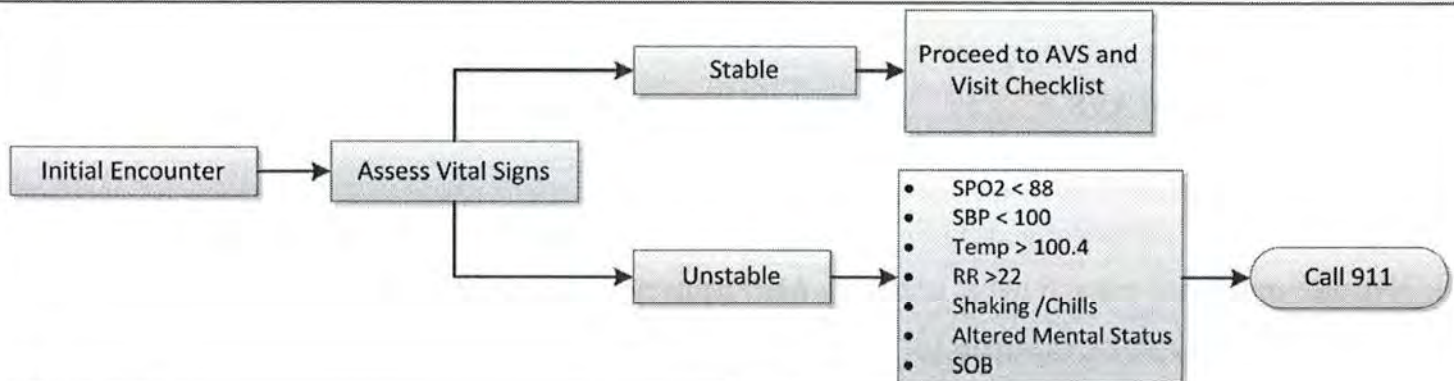 Initial Encounter
Assess Vital Signs
Stable
Proceed to AVS and
Visit Checklist
Unstable
• SPO2 < 88
• SBP < 100
• Temp > 100.4
• RR >22
• Shaking /Chills
• Altered Mental Status
• SOB
Call 911